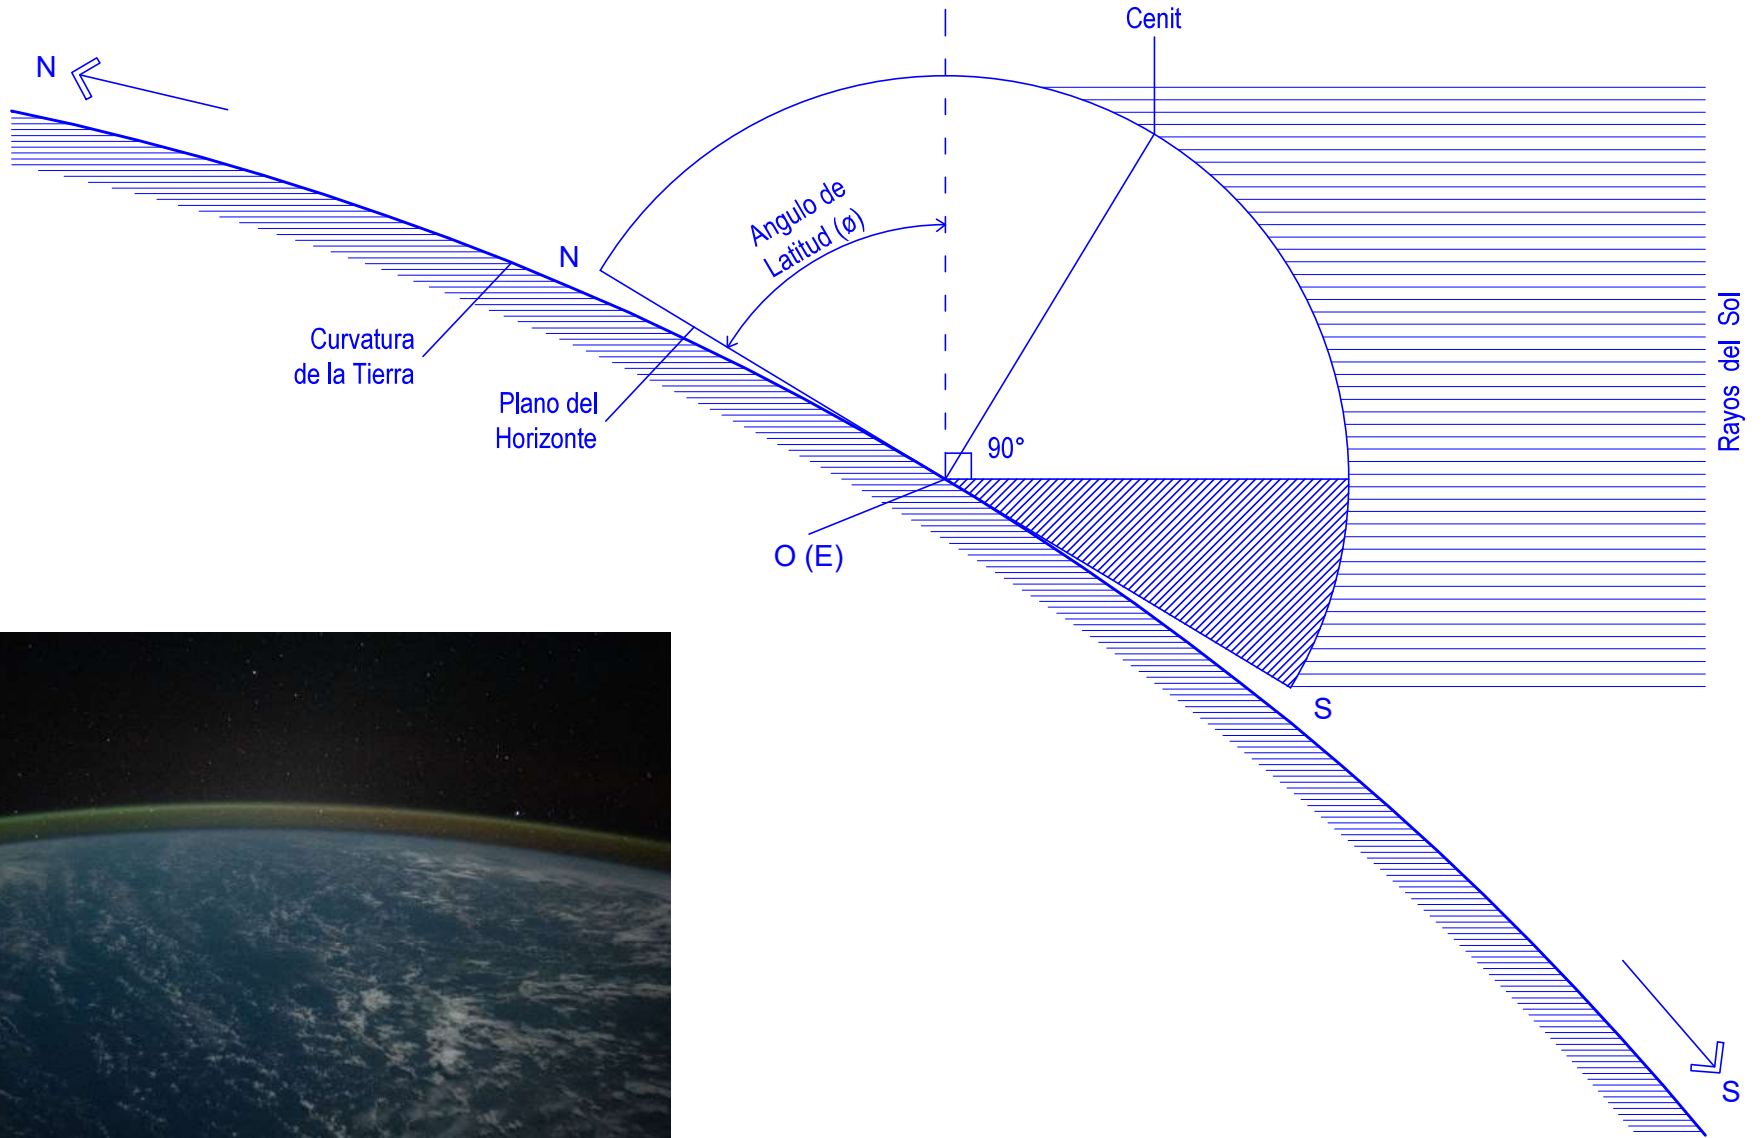 Cenit
N
Angulo de
Latitud (ø)
N
Curvatura
de la Tierra
Plano del
Horizonte
90°
Rayos del Sol
O (E)
S
S